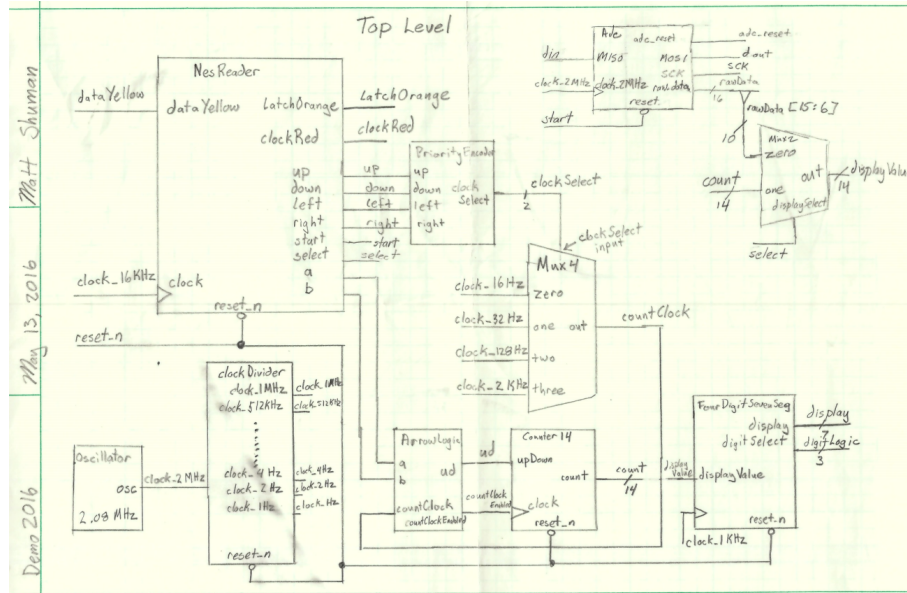 Top Level
Matt Shuman
May 13, 2016
Demo 2016
NesReader
dataYellow
dataYellow
LatchOrange
LatchOrange
clockRed
clockRed
up
up
down
down
left
left
right
right
start
start
select
select
a
b
clock_16KHz
clock
reset_n
reset_n
PriorityEncoder
up
down
left
right
clock
Select
clockSelect
2
clockSelect
input
Mux 4
clock_16Hz
zero
clock_32Hz
one
out
countClock
clock_128Hz
two
clock_2KHz
three
Adc
adc_reset
adc_reset
din
MISO
MOSI
dout
clock_2MHz
clock_2MHz
SCK
SCK
rawdata
rawData
16
reset
start
rawData [15:6]
10
Mux2
zero
out
displayValue
14
count
14
one
displaySelect
select
clockDivider
clock_1MHz
clock_1MHz
clock_512KHz
clock_512KHz
clock_4Hz
clock_4Hz
clock_2Hz
clock_2Hz
clock_1Hz
clock_Hz
reset_n
Oscillator
osc
2.08 MHz
clock_2MHz
ArrowLogic
a
b
ud
ud
countClock
countClockEnabled
countClock
Enabled
Counter 14
upDown
count
clock
reset_n
count
14
FourDigitSevenSeg
display
display
7
digitSelect
digitLogic
3
display
Value
displayValue
reset_n
clock_1KHz